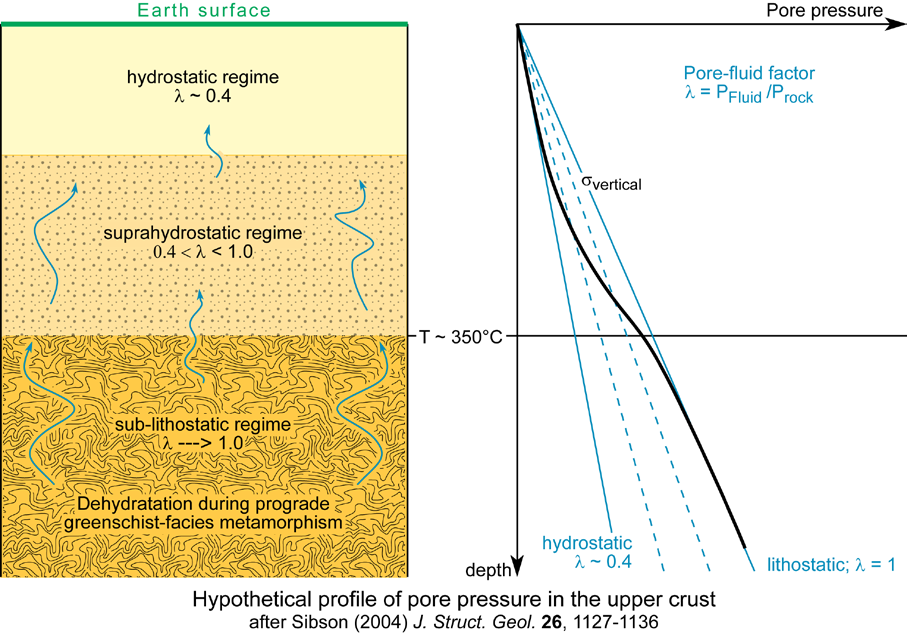 Earth surface
hydrostatic regime
λ ~ 0.4
suprahydrostatic regime
0.4 < λ < 1.0
sub-lithostatic regime
λ ---> 1.0
Dehydratation during prograde
greenschist-facies metamorphism
Pore pressure
Pore-fluid factor
λ = PFluid /Prock
σvertical
T ~ 350°C
hydrostatic
λ ~ 0.4
depth
lithostatic; λ = 1
Hypothetical profile of pore pressure in the upper crust
after Sibson (2004) J. Struct. Geol. 26, 1127-1136